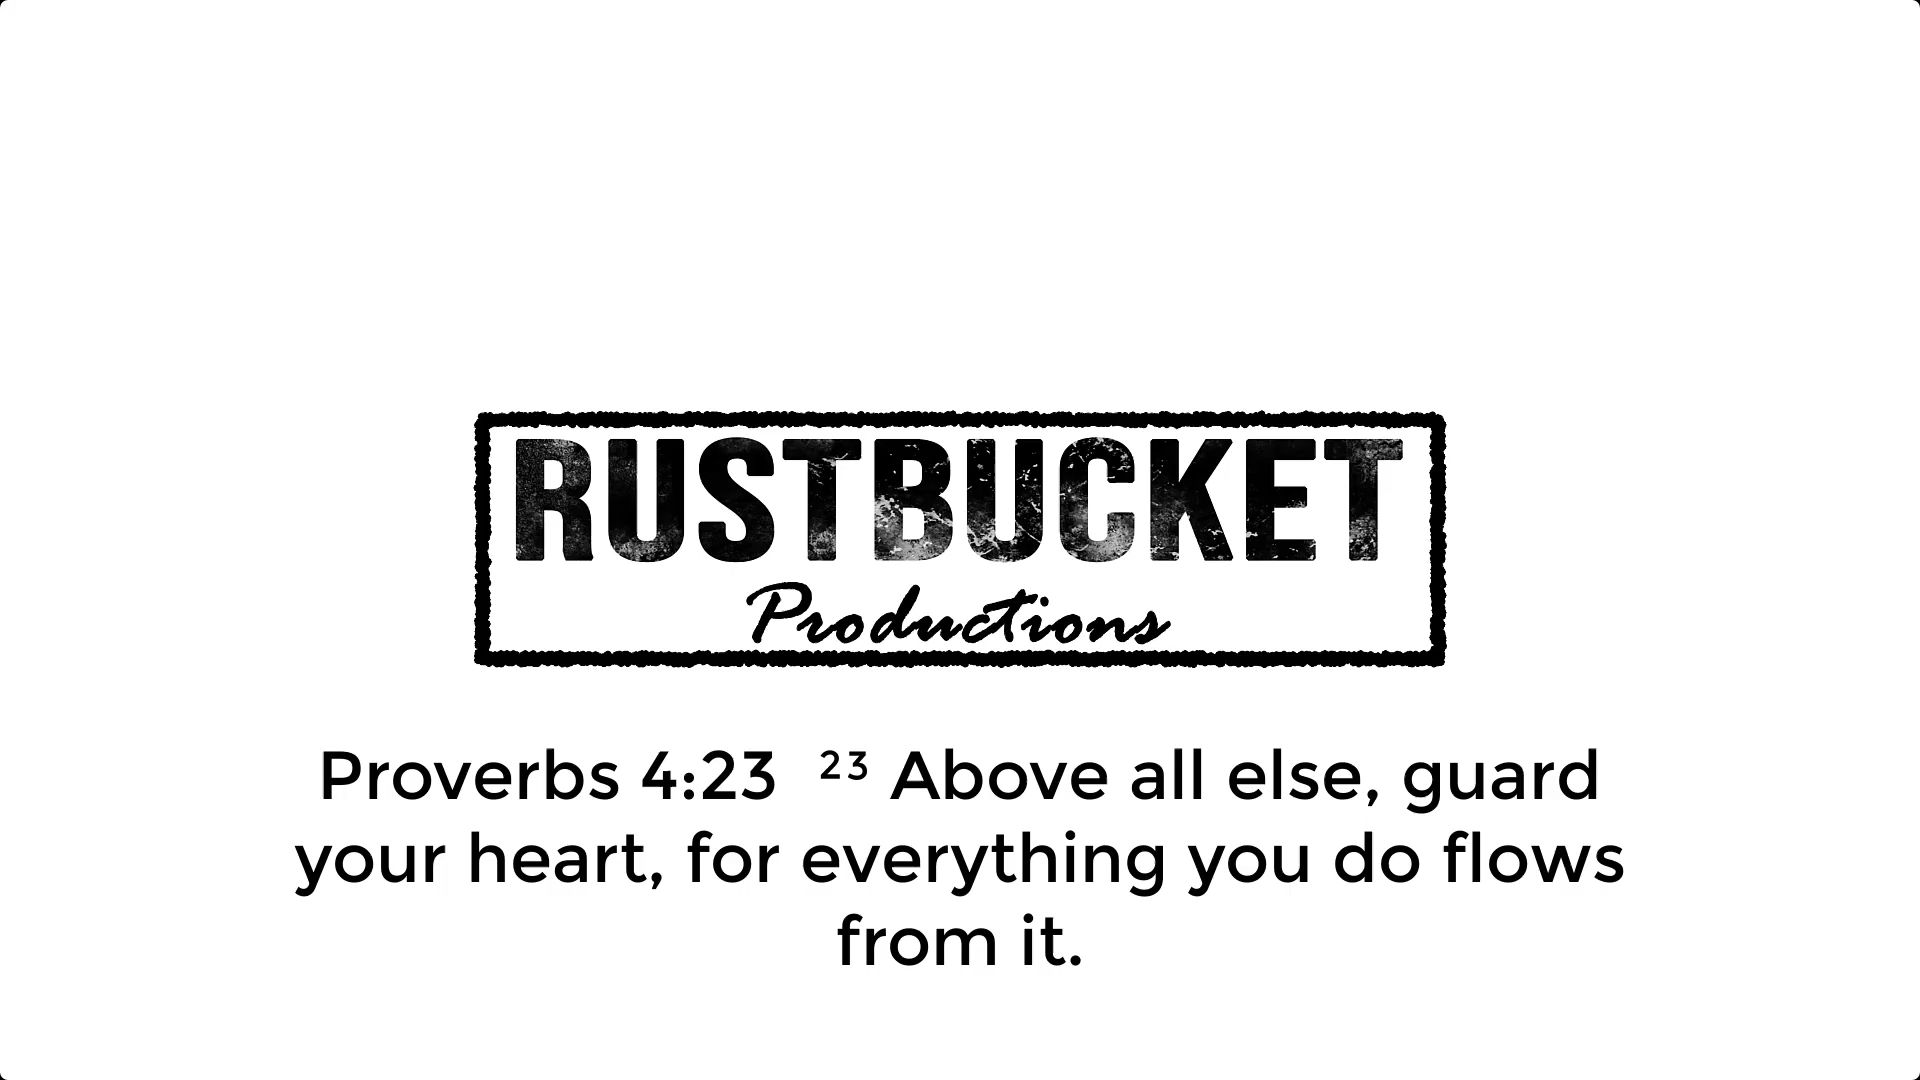 RUSTBUCKET
Productions
Proverbs 4:23 ²³ Above all else, guard
your heart, for everything you do flows
from it.